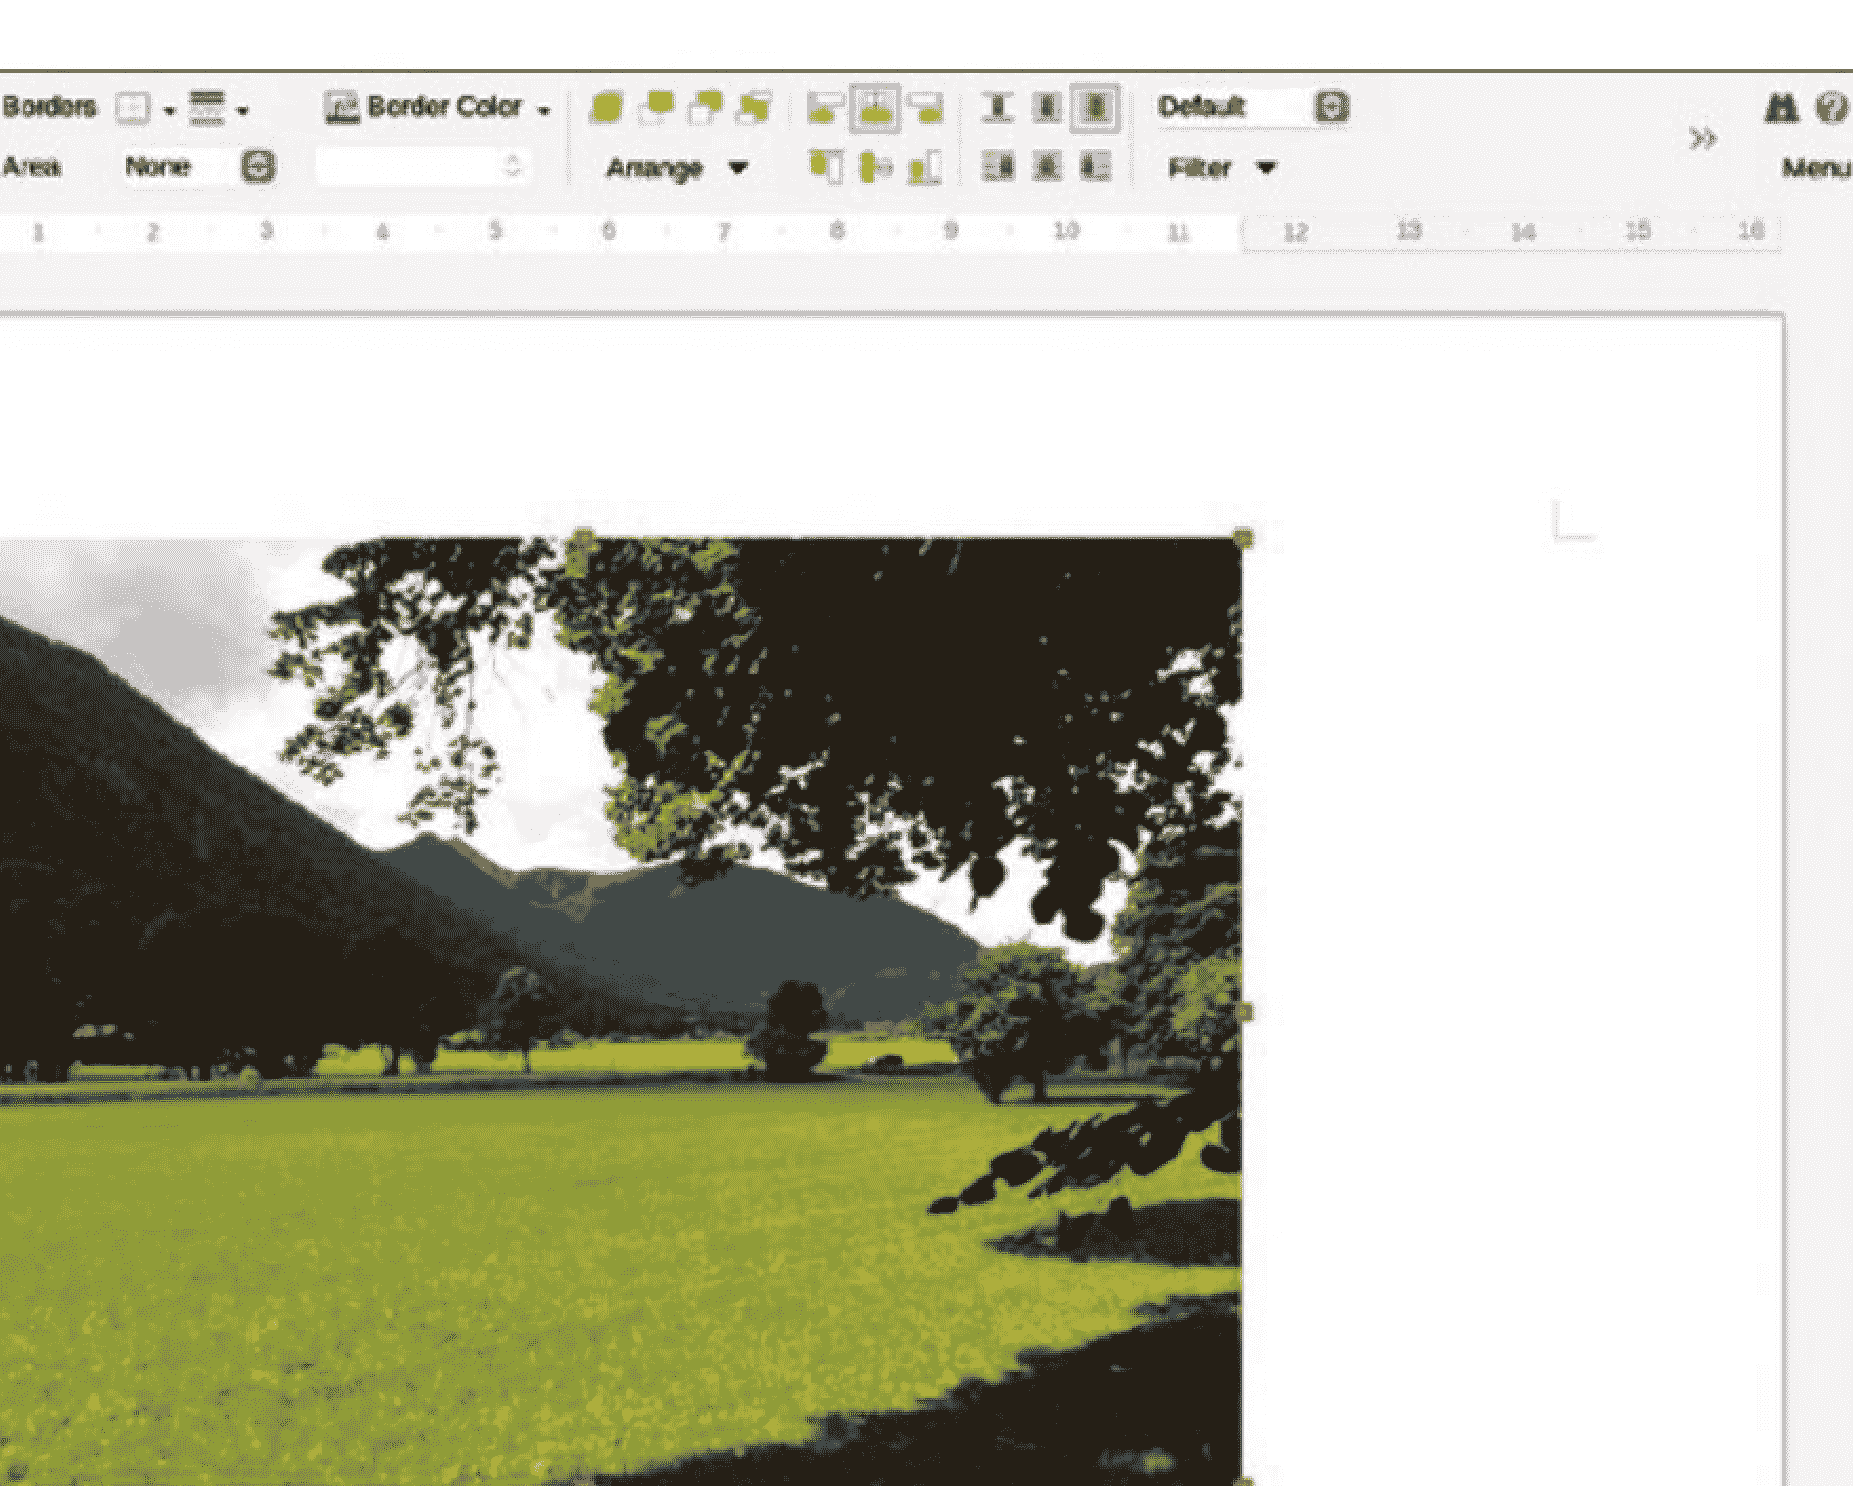 Borders Border Color Default
Area None Arrange Filter Menu
1 2 3 4 5 6 7 8 9 10 11 12 13 14 15 16